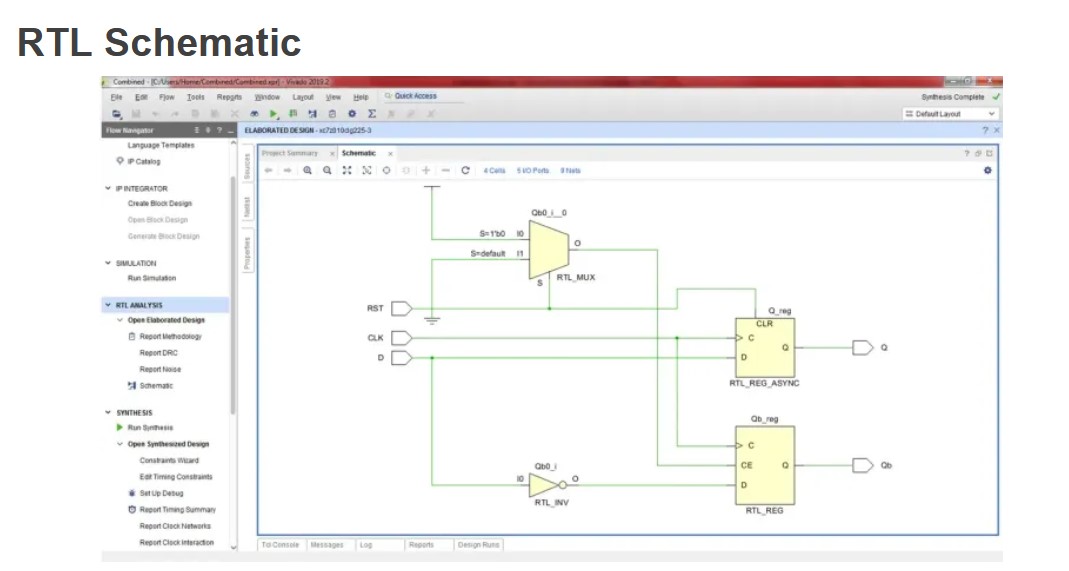 RTL Schematic
Combined - [C:/Users/Home/Combined/Combined.xpr] - Vivado 2019.2
File Edit Flow Tools Reports Window Layout View Help Quick Access
Synthesis Complete
Default Layout
Flow Navigator
ELABORATED DESIGN - xc7z010clg225-3
Language Templates
IP Catalog
IP INTEGRATOR
Create Block Design
Open Block Design
Generate Block Design
SIMULATION
Run Simulation
RTL ANALYSIS
Open Elaborated Design
Report Methodology
Report DRC
Report Noise
Schematic
SYNTHESIS
Run Synthesis
Open Synthesized Design
Constraints Wizard
Edit Timing Constraints
Set Up Debug
Report Timing Summary
Report Clock Networks
Report Clock Interaction
Sources
Netlist
Properties
Project Summary
Schematic
4 Cells 5 I/O Ports 8 Nets
Qb0_i__0
S=1'b0 I0
S=default I1
O
S
RTL_MUX
RST
CLK
D
Q_reg
CLR
C
D
Q
Q
RTL_REG_ASYNC
Qb_reg
C
CE
D
Q
Qb
RTL_REG
Qb0_i
I0
O
RTL_INV
Tcl Console Messages Log Reports Design Runs